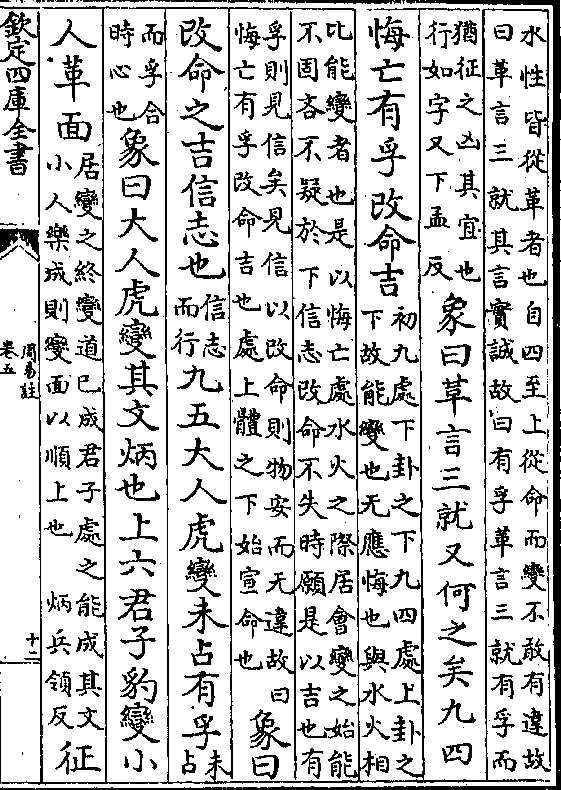 水性皆從革者也自四至上從命而變不敢有違故
曰革言三就其言實誠故曰有孚革言三就有孚而
猶征之凶其宜也
行如字又下孟反
象曰革言三就又何之矣九四
悔亡有孚改命吉
初九處下卦之下九四處上卦之
下故能變也无應悔也與水火相
比能變者也是以悔亡處水火之際居會變之始能
不固吝不疑於下信志改命不失時願是以吉也有
孚則見信矣見信以改命則物安而无違故曰
悔亡有孚改命吉也處上體之下始宣命也
象曰
改命之吉信志也
信志
而行
九五大人虎變未占有孚
未
占
而孚合
時心也
象曰大人虎變其文炳也上六君子豹變小
人革面
居變之終變道已成君子處之能成其文
小人樂成則變面以順上也 炳兵領反
征
欽定四庫全書
周易註
卷五
十二